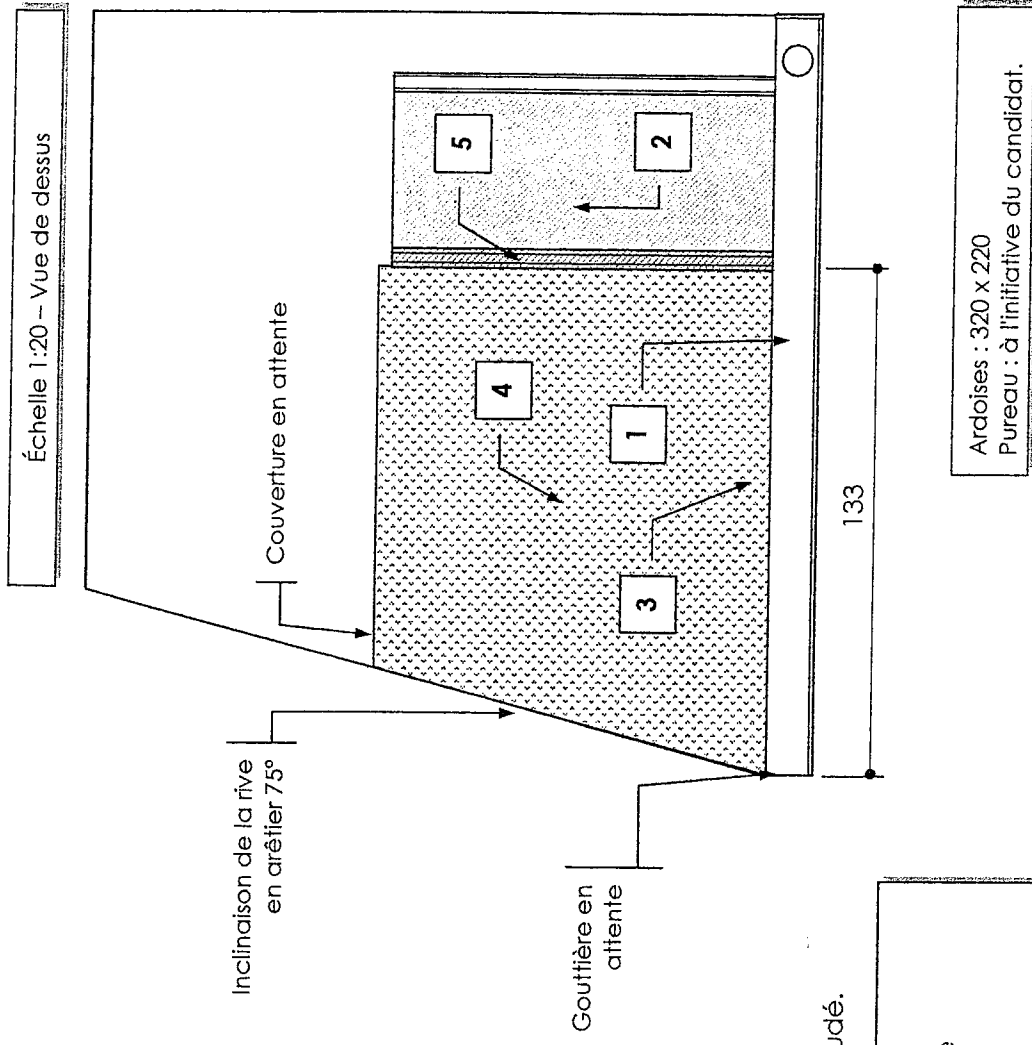 Échelle 1:20 – Vue de dessus
Couverture en attente
Inclinaison de la rive
en arêtier 75°
Gouttière en
attente
5
2
4
1
3
133
Ardoises : 320 x 220
Pureau : à l'initiative du candidat.